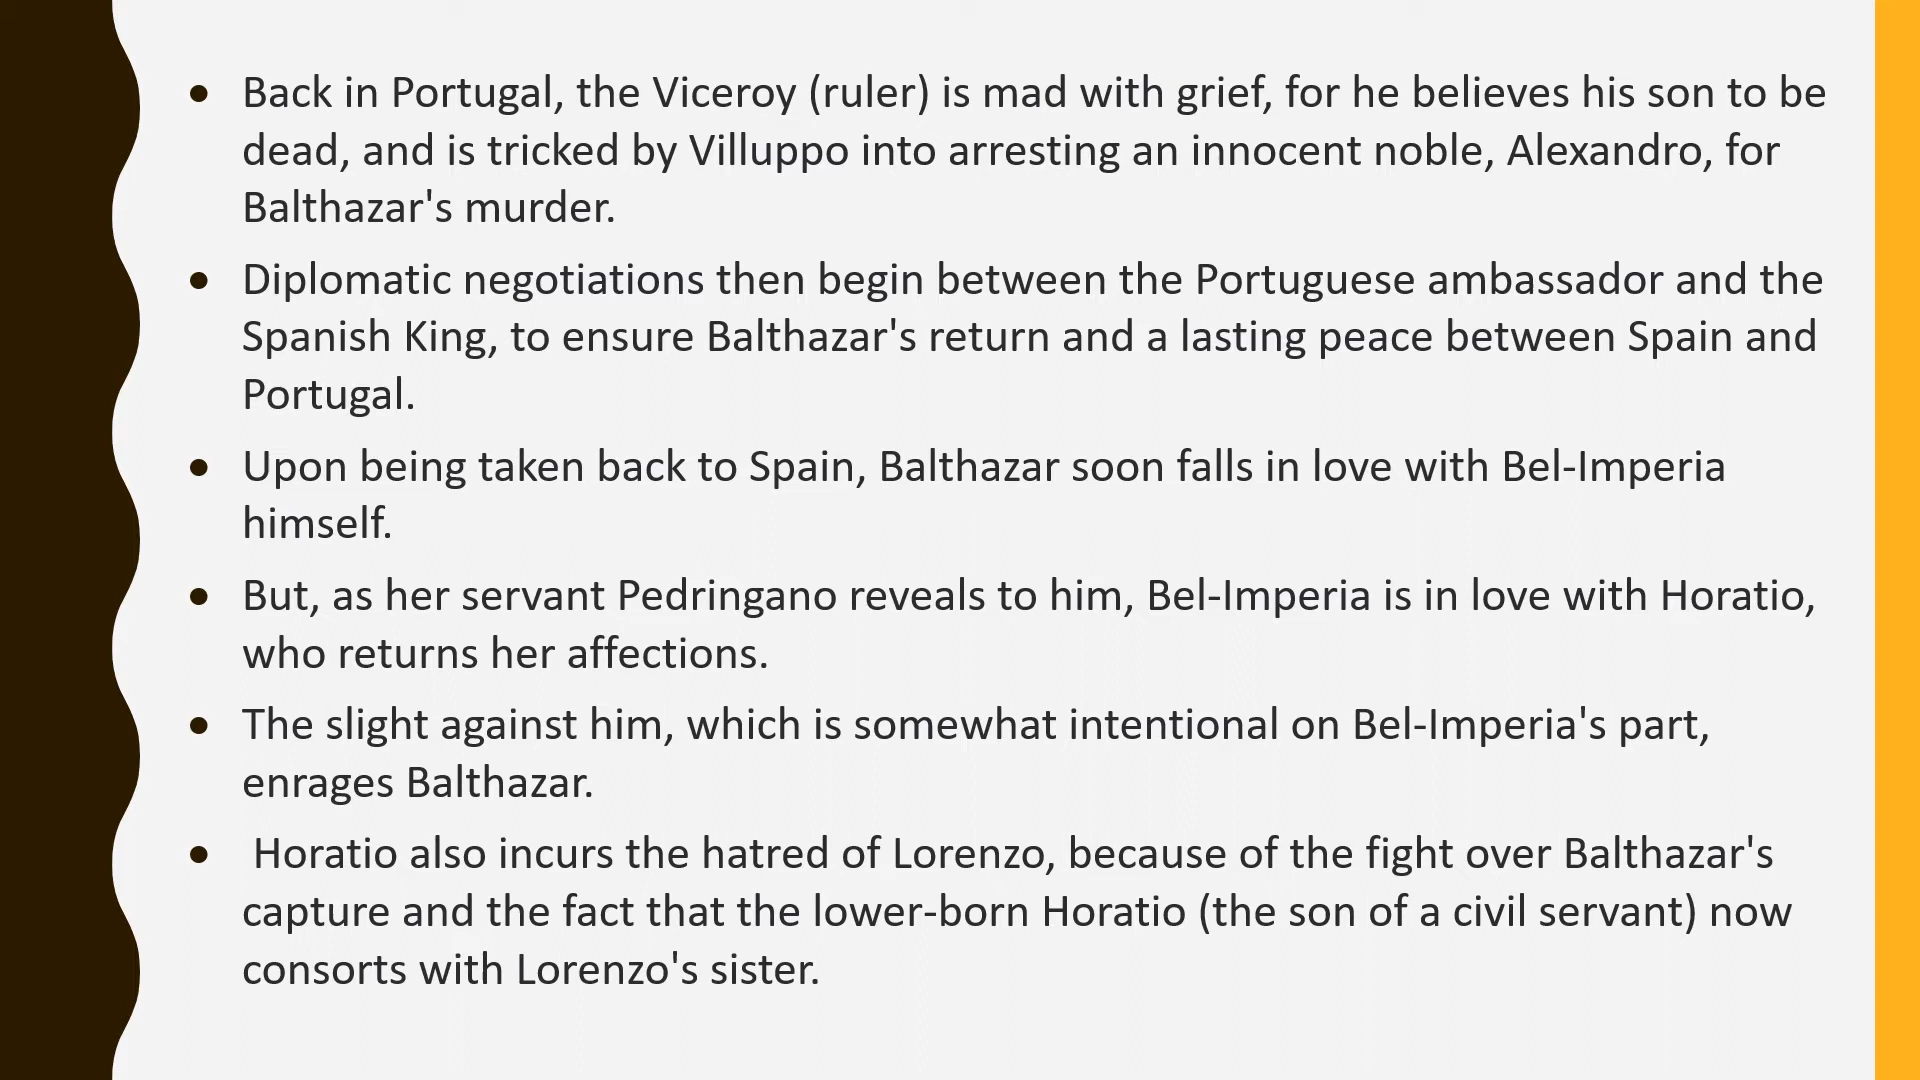 • Back in Portugal, the Viceroy (ruler) is mad with grief, for he believes his son to be
dead, and is tricked by Villuppo into arresting an innocent noble, Alexandro, for
Balthazar's murder.
• Diplomatic negotiations then begin between the Portuguese ambassador and the
Spanish King, to ensure Balthazar's return and a lasting peace between Spain and
Portugal.
• Upon being taken back to Spain, Balthazar soon falls in love with Bel-Imperia
himself.
• But, as her servant Pedringano reveals to him, Bel-Imperia is in love with Horatio,
who returns her affections.
• The slight against him, which is somewhat intentional on Bel-Imperia's part,
enrages Balthazar.
• Horatio also incurs the hatred of Lorenzo, because of the fight over Balthazar's
capture and the fact that the lower-born Horatio (the son of a civil servant) now
consorts with Lorenzo's sister.